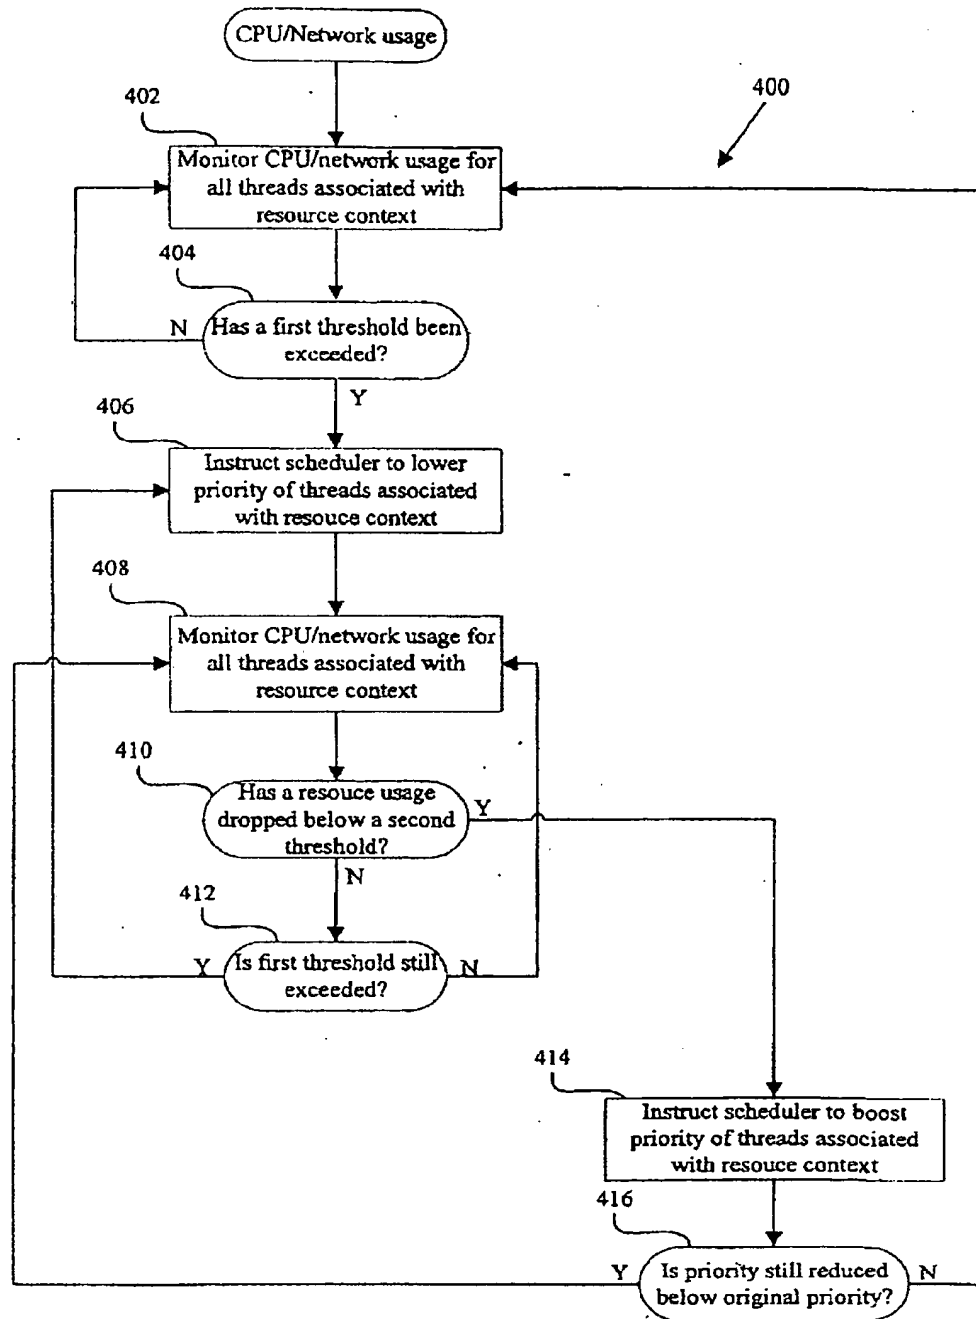 CPU/Network usage
402
400
Monitor CPU/network usage for
all threads associated with
resource context
404
N
Has a first threshold been
exceeded?
Y
406
Instruct scheduler to lower
priority of threads associated
with resouce context
408
Monitor CPU/network usage for
all threads associated with
resource context
410
Has a resouce usage
dropped below a second
threshold?
Y
N
412
Y
Is first threshold still
exceeded?
N
414
Instruct scheduler to boost
priority of threads associated
with resouce context
416
Y
Is priority still reduced
below original priority?
N